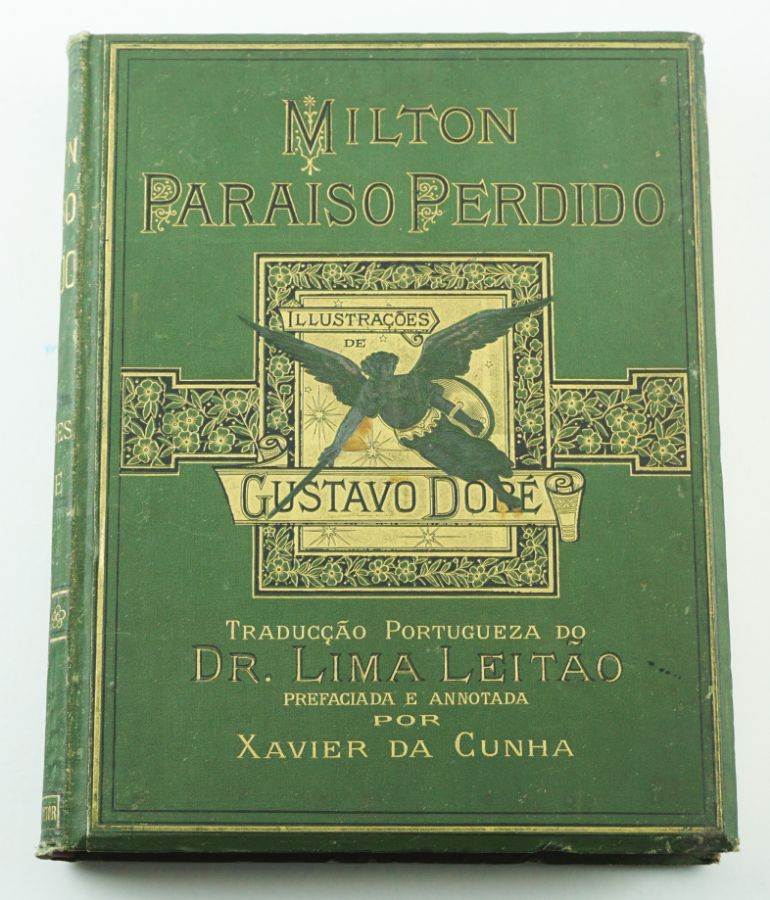 MILTON
PARAISO PERDIDO
ILLUSTRAÇÕES
DE
GUSTAVO DORÉ
TRADUCÇÃO PORTUGUEZA DO
DR. LIMA LEITÃO
PREFACIADA E ANNOTADA
POR
XAVIER DA CUNHA